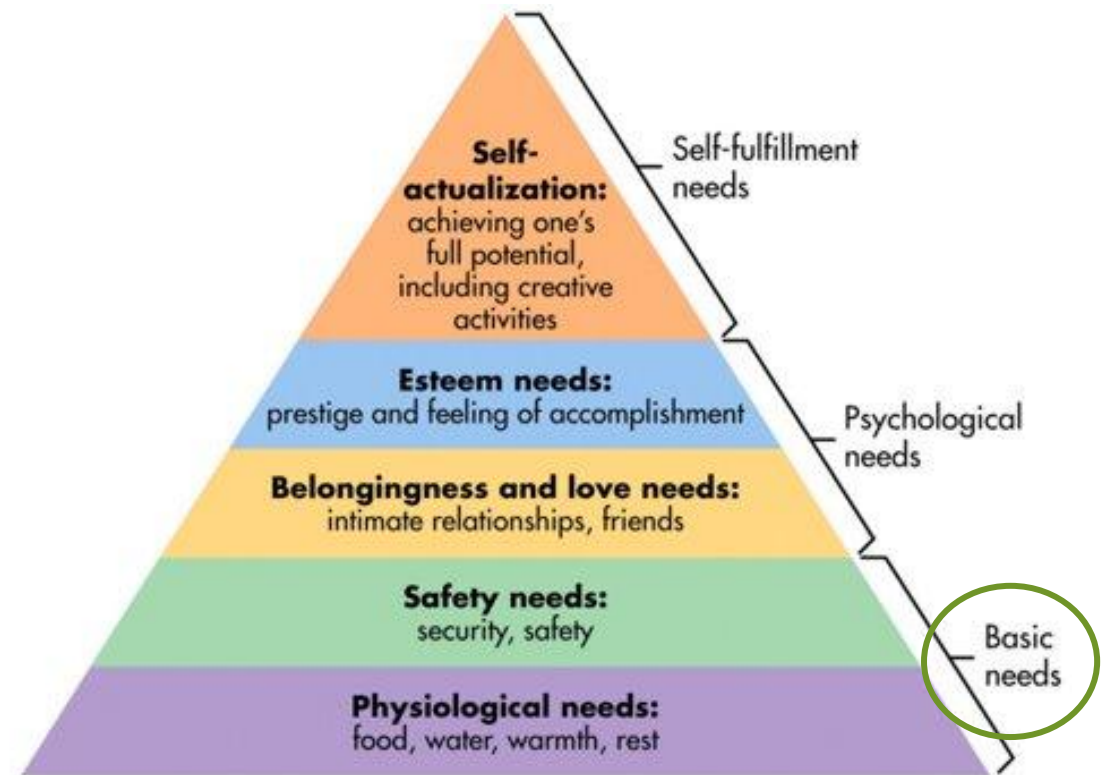 Self-
actualization:
achieving one's
full potential,
including creative
activities
Self-fulfillment
needs
Esteem needs:
prestige and feeling of accomplishment
Psychological
needs
Belongingness and love needs:
intimate relationships, friends
Safety needs:
security, safety
Basic
needs
Physiological needs:
food, water, warmth, rest